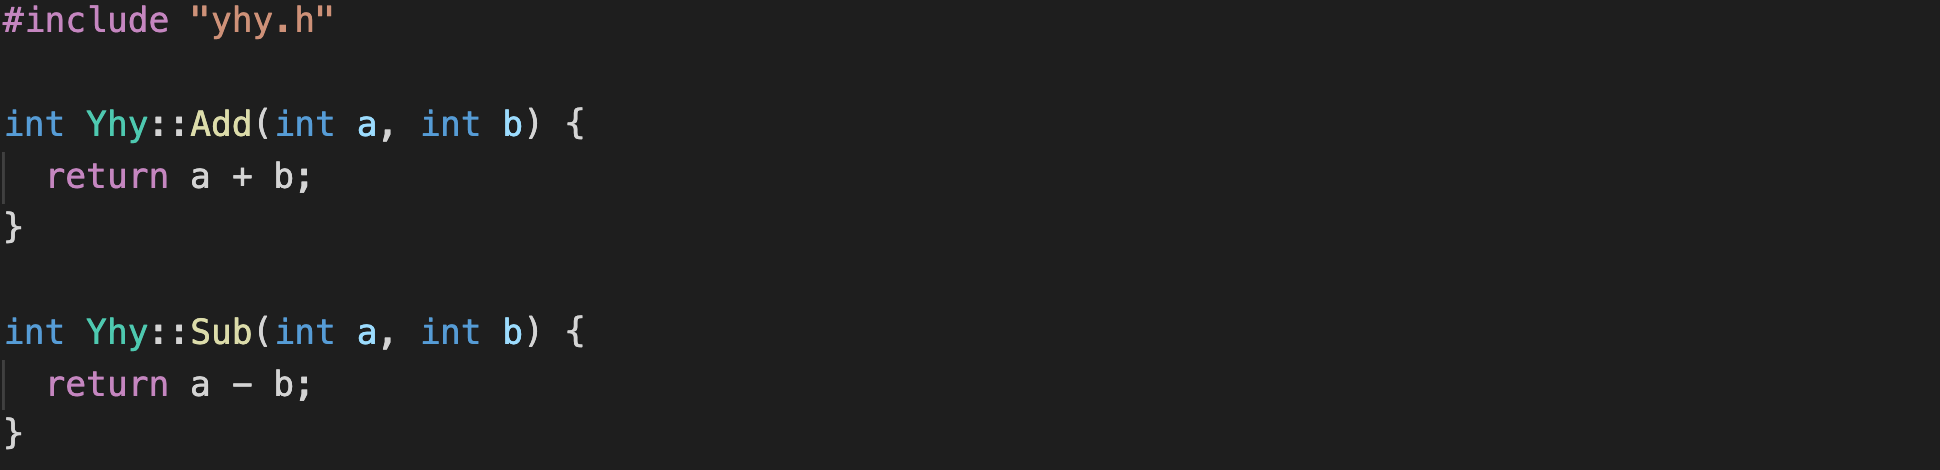 #include "yhy.h"
int Yhy::Add(int a, int b) {
  return a + b;
}
int Yhy::Sub(int a, int b) {
  return a - b;
}